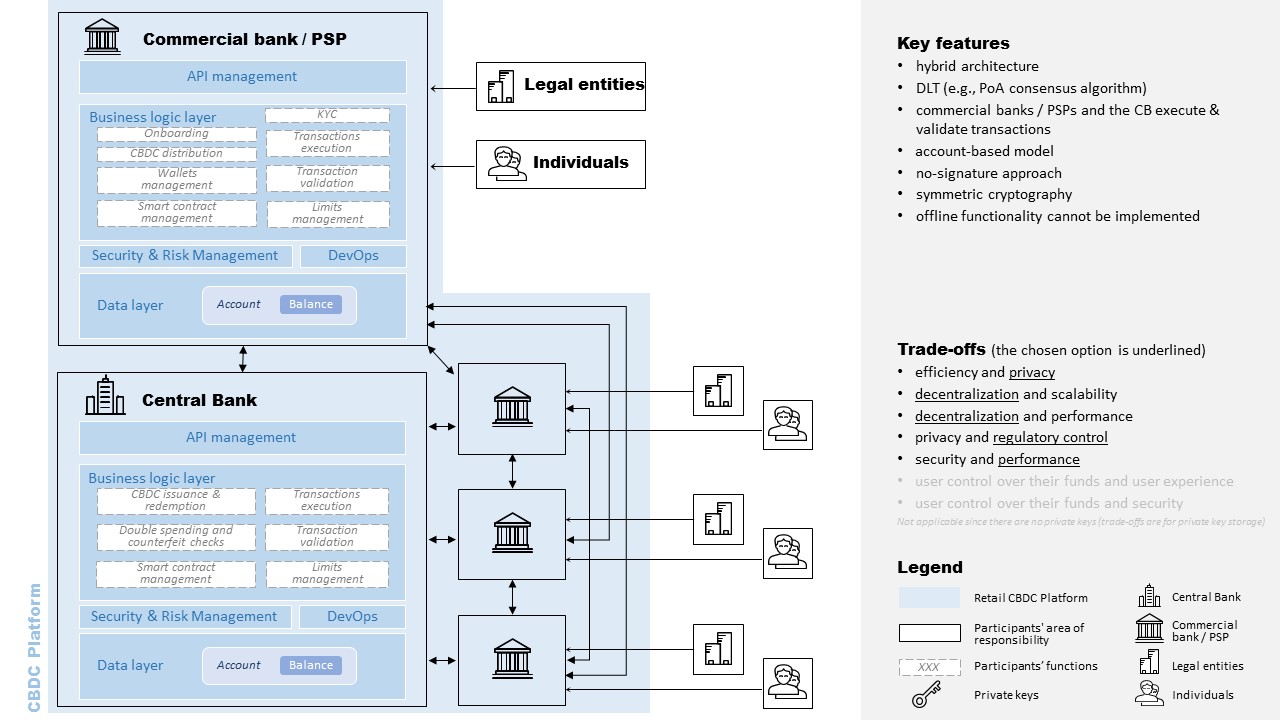 Commercial bank / PSP
API management
Business logic layer
KYC
Onboarding
Transactions
execution
CBDC distribution
Wallets
management
Transaction
validation
Smart contract
management
Limits
management
Security & Risk Management
DevOps
Data layer
Account
Balance
Legal entities
Individuals
Central Bank
API management
Business logic layer
CBDC issuance &
redemption
Transactions
execution
Double spending and
counterfeit checks
Transaction
validation
Smart contract
management
Limits
management
Security & Risk Management
DevOps
Data layer
Account
Balance
CBDC Platform
Key features
• hybrid architecture
• DLT (e.g., PoA consensus algorithm)
• commercial banks / PSPs and the CB execute &
validate transactions
• account-based model
• no-signature approach
• symmetric cryptography
• offline functionality cannot be implemented
Trade-offs (the chosen option is underlined)
• efficiency and privacy
• decentralization and scalability
• decentralization and performance
• privacy and regulatory control
• security and performance
• user control over their funds and user experience
• user control over their funds and security
Not applicable since there are no private keys (trade-offs are for private key storage)
Legend
Retail CBDC Platform
Central Bank
Participants' area of
responsibility
Commercial
bank / PSP
XXX
Participants' functions
Legal entities
Private keys
Individuals